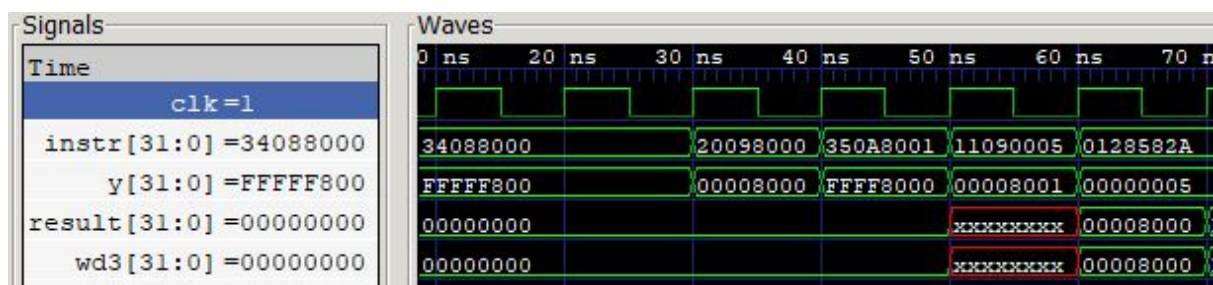 Signals Waves
Time 0 ns 20 ns 30 ns 40 ns 50 ns 60 ns 70 n
clk=1
instr[31:0] =34088000 34088000 20098000 350A8001 11090005 0128582A
y[31:0] =FFFFF800 FFFFF800 00008000 FFFF8000 00008001 00000005
result[31:0] =00000000 00000000 xxxxxxxx 00008000
wd3[31:0] =00000000 00000000 xxxxxxxx 00008000